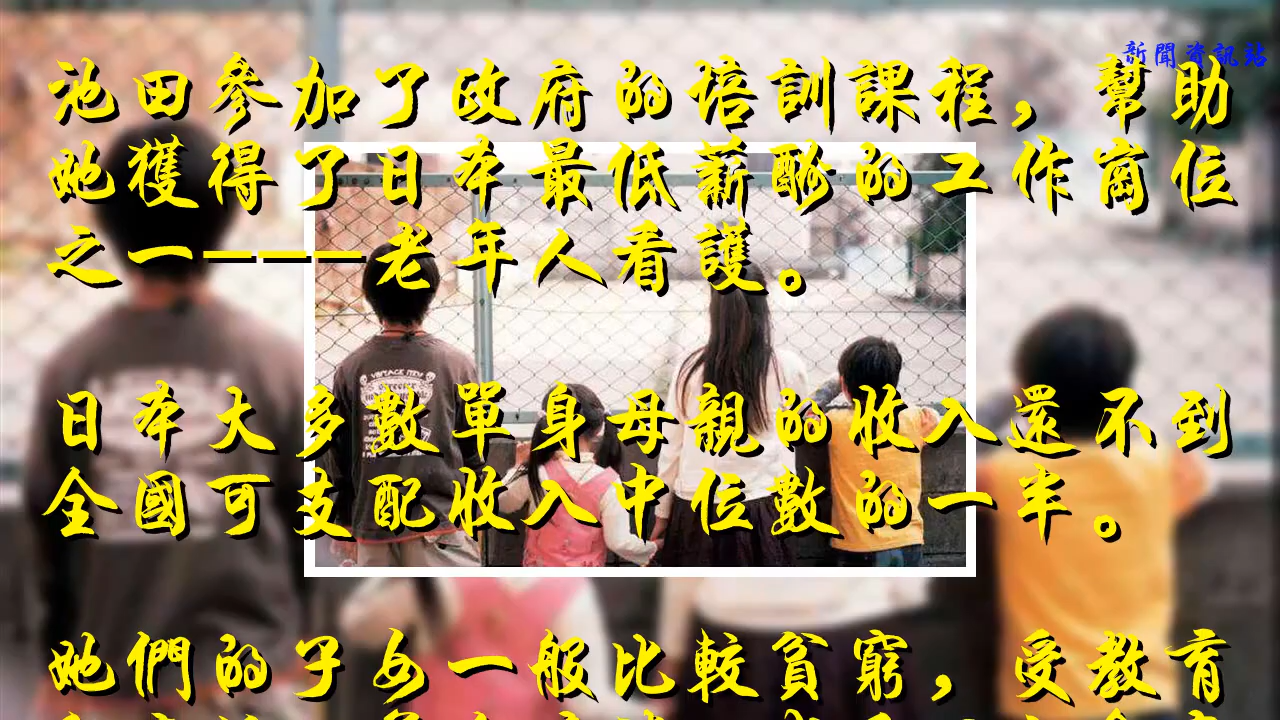 新聞資訊站
池田參加了政府的培訓課程，幫助
她獲得了日本最低薪酬的工作崗位
之一---老年人看護。
日本大多數單身母親的收入還不到
全國可支配收入中位數的一半。
她們的子女一般比較貧窮，受教育